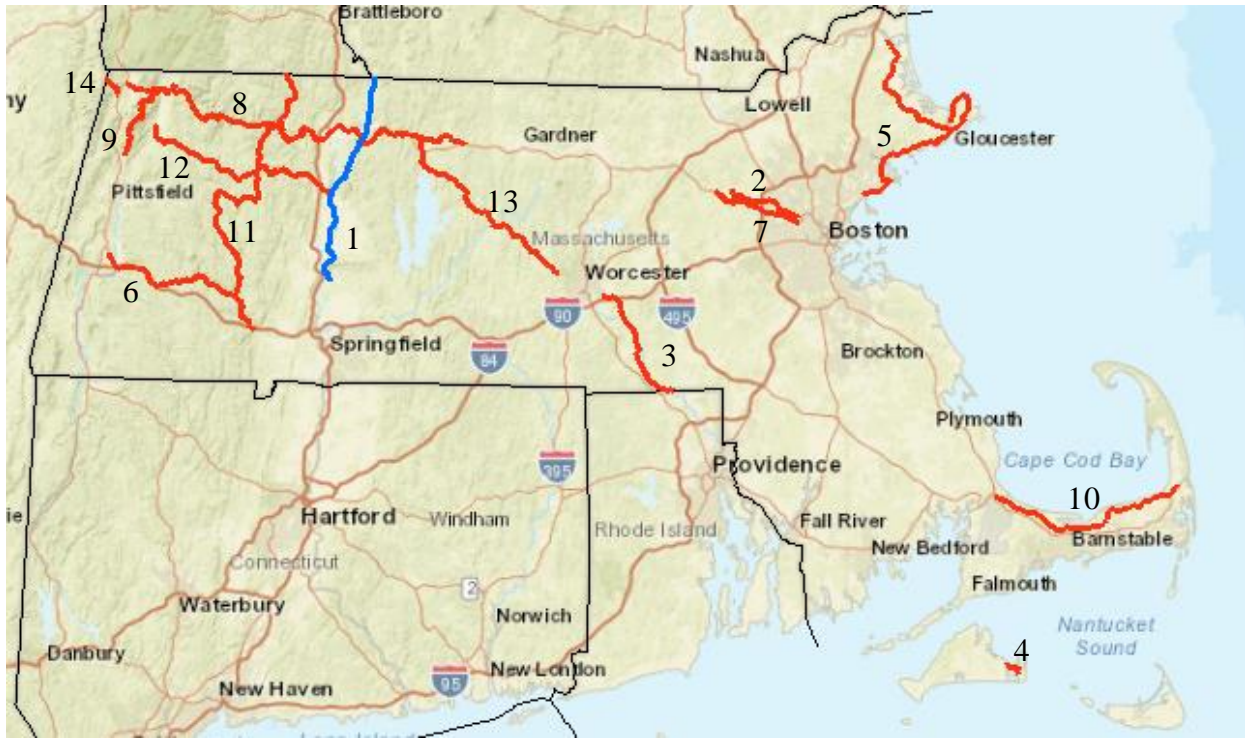 Brattleboro
Nashua
14
8
Lowell
ny
9
Gardner
5
Gloucester
12
Pittsfield
2
13
11
1
7
Boston
Massachusetts
6
Worcester
90
495
Springfield
84
3
Brockton
Plymouth
Providence
Cape Cod Bay
395
10
Hartford
Windham
Rhode Island
Fall River
Barnstable
New Bedford
Connecticut
2
Falmouth
Waterbury
Norwich
Nantucket
Sound
4
Danbury
New London
New Haven
95